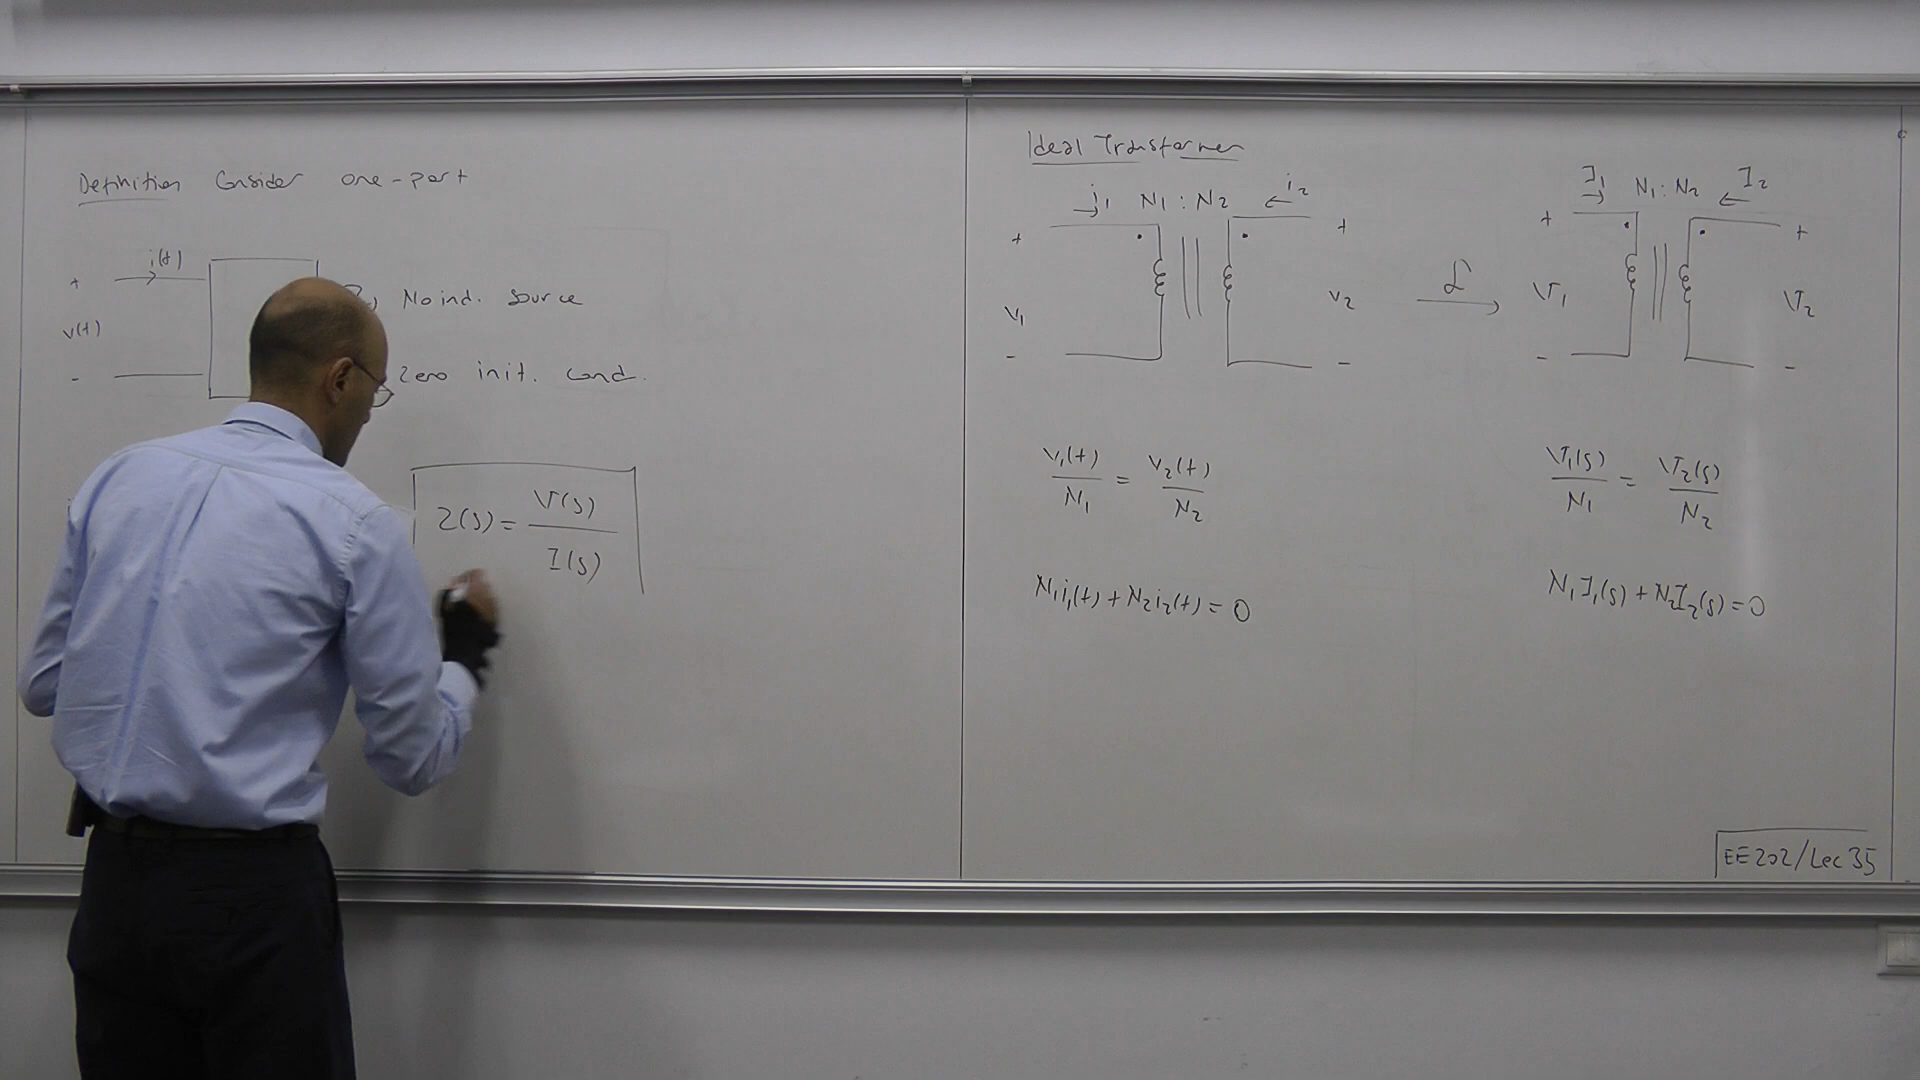 Definition Consider one-port
i(t)
+
No ind. source
v(t)
-
Zero init. cond.
Z(s) = V(s) / I(s)
Ideal Transformer
i1 N1 : N2 i2
+ +
v1 v2
- -
ℒ
I1 N1 : N2 I2
+ +
V1 V2
- -
v1(t) / N1 = v2(t) / N2
N1i1(t) + N2i2(t) = 0
V1(s) / N1 = V2(s) / N2
N1I1(s) + N2I2(s) = 0
EE202/Lec 35